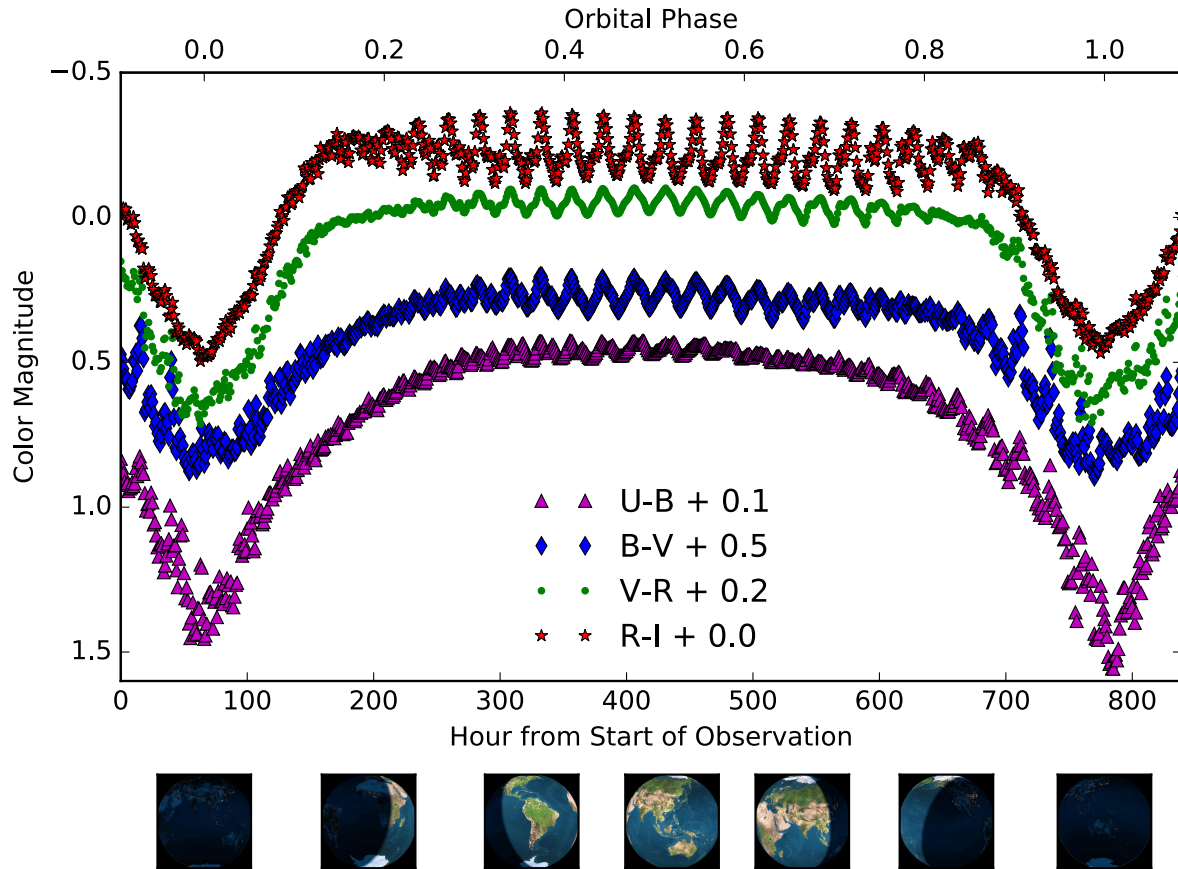 Orbital Phase
0.0 0.2 0.4 0.6 0.8 1.0
−0.5
0.0
0.5
1.0
1.5
Color Magnitude
U-B + 0.1
B-V + 0.5
V-R + 0.2
R-I + 0.0
0 100 200 300 400 500 600 700 800
Hour from Start of Observation